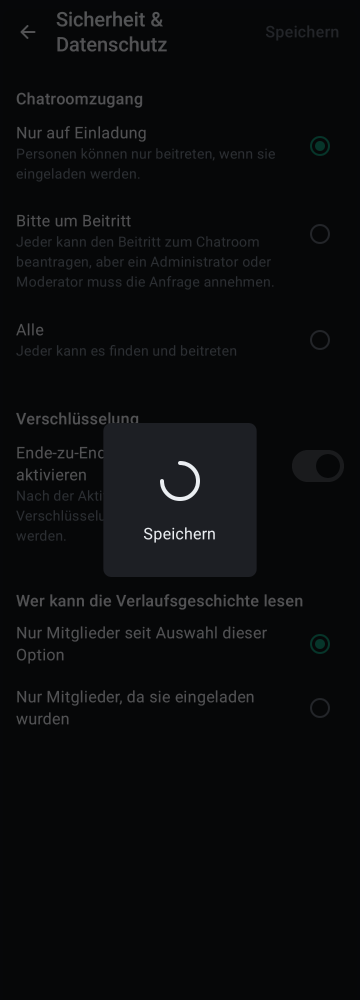 Sicherheit &
Datenschutz
Speichern
Chatroomzugang
Nur auf Einladung
Personen können nur beitreten, wenn sie
eingeladen werden.
Bitte um Beitritt
Jeder kann den Beitritt zum Chatroom
beantragen, aber ein Administrator oder
Moderator muss die Anfrage annehmen.
Alle
Jeder kann es finden und beitreten
Verschlüsselung
Ende-zu-End
aktivieren
Nach der Akti
Verschlüsselu
werden.
Speichern
Wer kann die Verlaufsgeschichte lesen
Nur Mitglieder seit Auswahl dieser
Option
Nur Mitglieder, da sie eingeladen
wurden